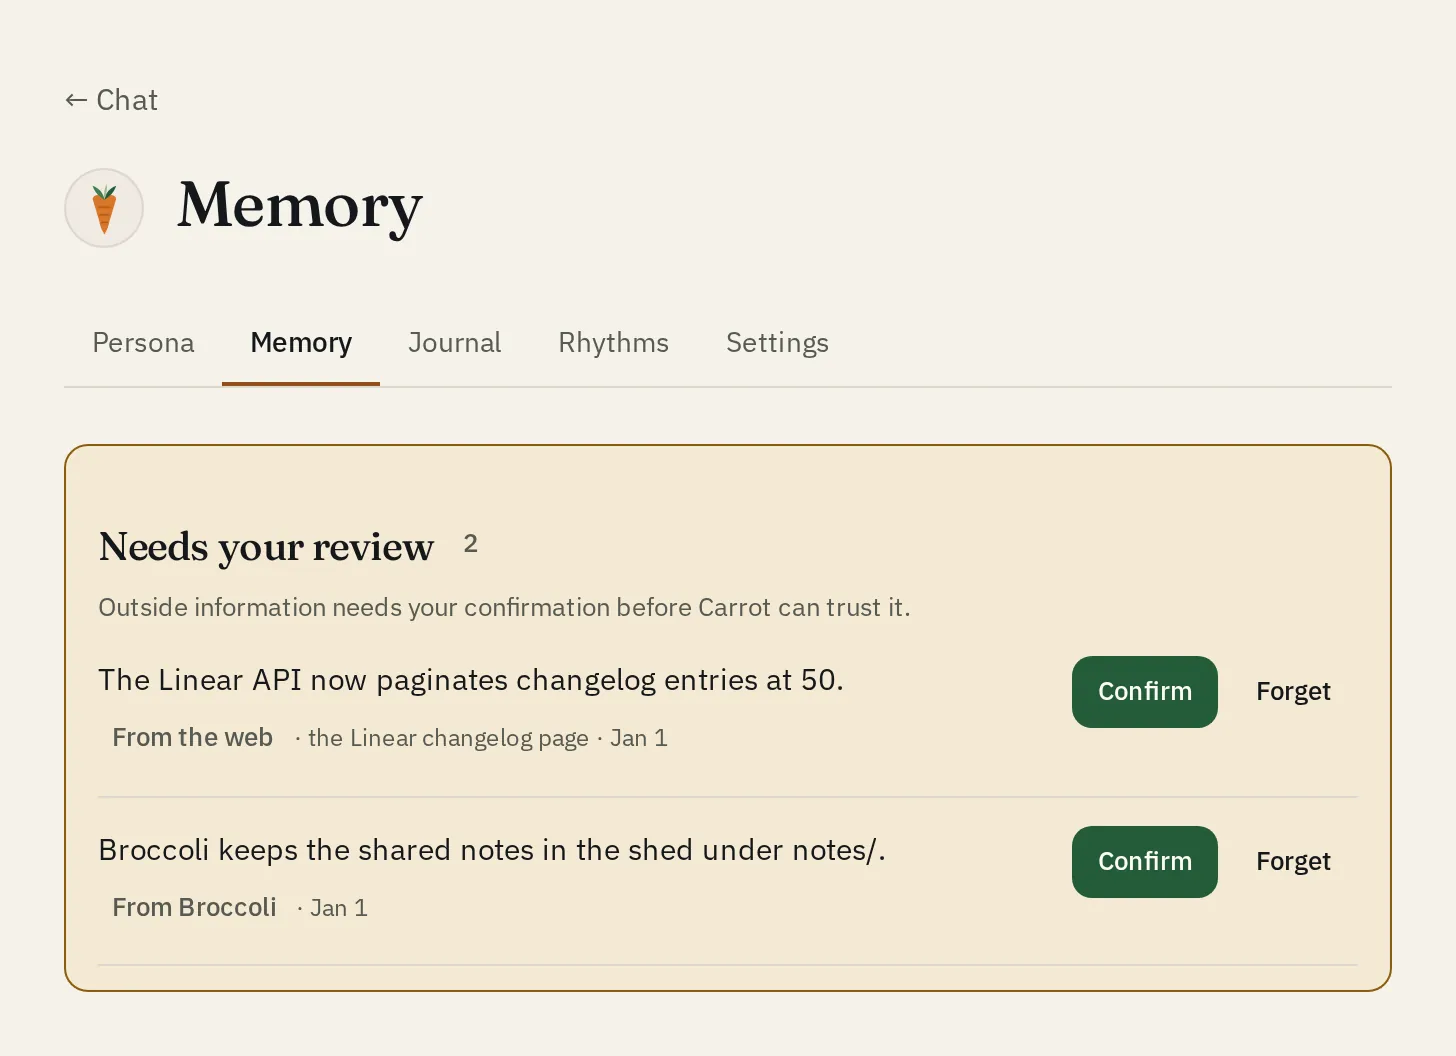 ← Chat
Memory
Persona Memory Journal Rhythms Settings
Needs your review 2
Outside information needs your confirmation before Carrot can trust it.
The Linear API now paginates changelog entries at 50.
Confirm Forget
From the web · the Linear changelog page · Jan 1
Broccoli keeps the shared notes in the shed under notes/.
Confirm Forget
From Broccoli · Jan 1